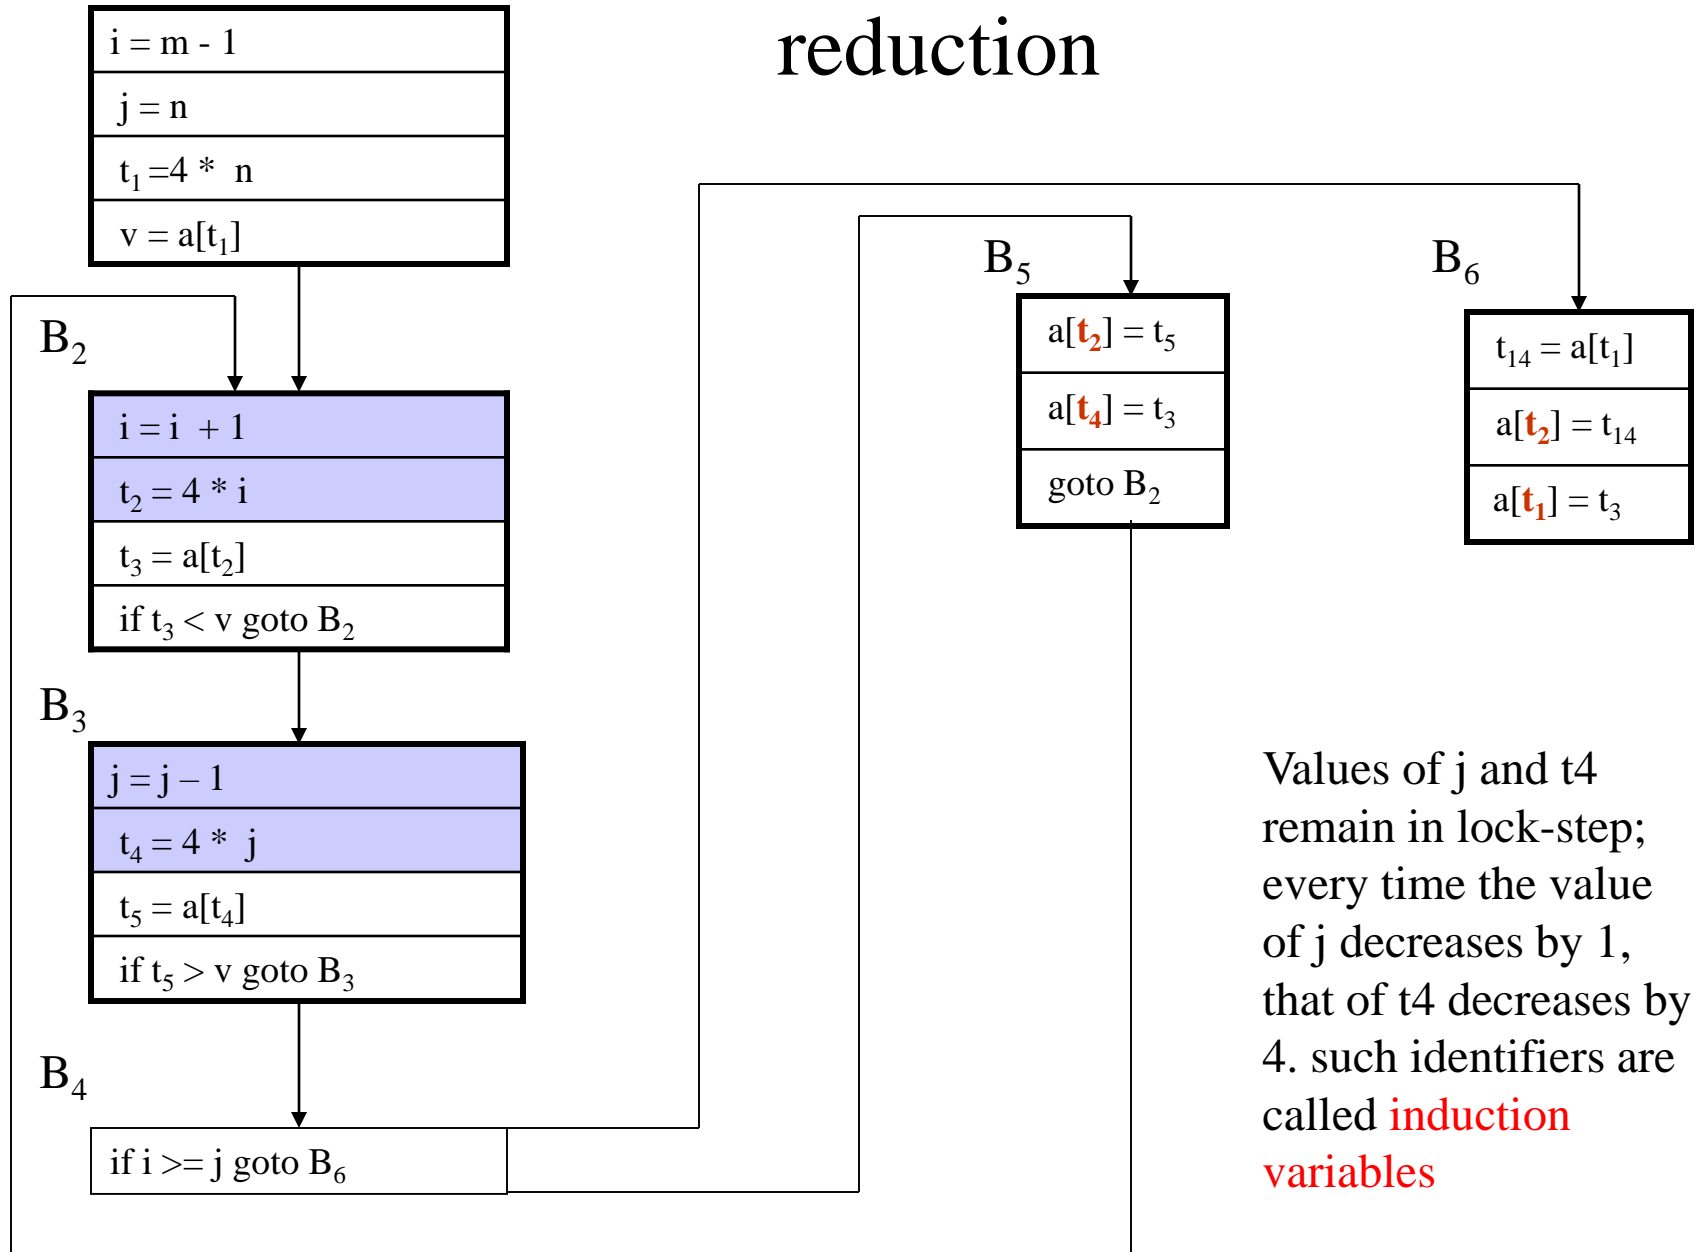 reduction
i = m - 1
j = n
t₁ =4 * n
v = a[t₁]
B₂
i = i + 1
t₂ = 4 * i
t₃ = a[t₂]
if t₃ < v goto B₂
B₃
j = j – 1
t₄ = 4 * j
t₅ = a[t₄]
if t₅ > v goto B₃
B₄
if i >= j goto B₆
B₅
a[t₂] = t₅
a[t₄] = t₃
goto B₂
B₆
t₁₄ = a[t₁]
a[t₂] = t₁₄
a[t₁] = t₃
Values of j and t4
remain in lock-step;
every time the value
of j decreases by 1,
that of t4 decreases by
4. such identifiers are
called induction
variables